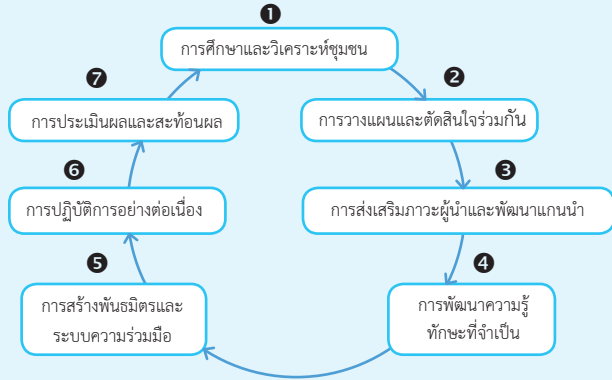 ❶
การศึกษาและวิเคราะห์ชุมชน
❷
การวางแผนและตัดสินใจร่วมกัน
❸
การส่งเสริมภาวะผู้นำและพัฒนาแกนนำ
❹
การพัฒนาความรู้
ทักษะที่จำเป็น
❺
การสร้างพันธมิตรและ
ระบบความร่วมมือ
❻
การปฏิบัติการอย่างต่อเนื่อง
❼
การประเมินผลและสะท้อนผล